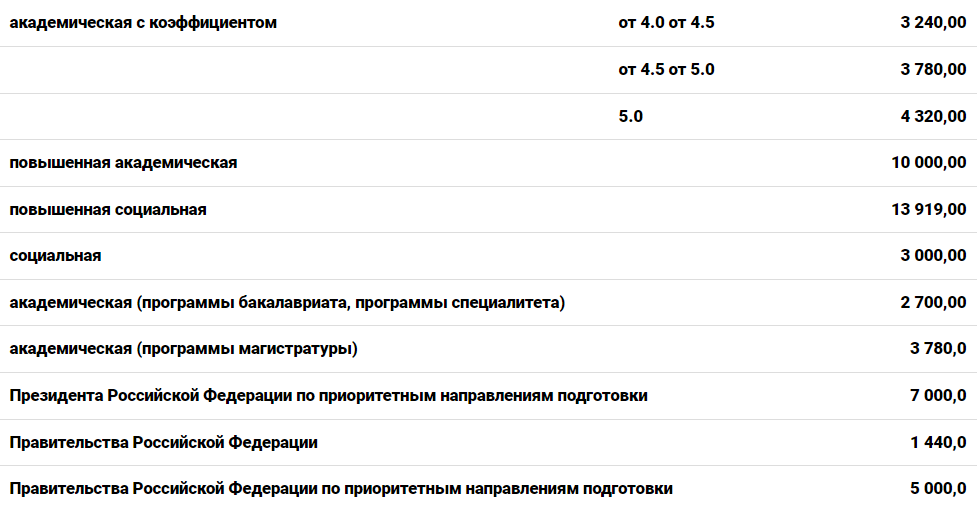 академическая с коэффициентом от 4.0 от 4.5 3 240,00
от 4.5 от 5.0 3 780,00
5.0 4 320,00
повышенная академическая 10 000,00
повышенная социальная 13 919,00
социальная 3 000,00
академическая (программы бакалавриата, программы специалитета) 2 700,00
академическая (программы магистратуры) 3 780,0
Президента Российской Федерации по приоритетным направлениям подготовки 7 000,0
Правительства Российской Федерации 1 440,0
Правительства Российской Федерации по приоритетным направлениям подготовки 5 000,0